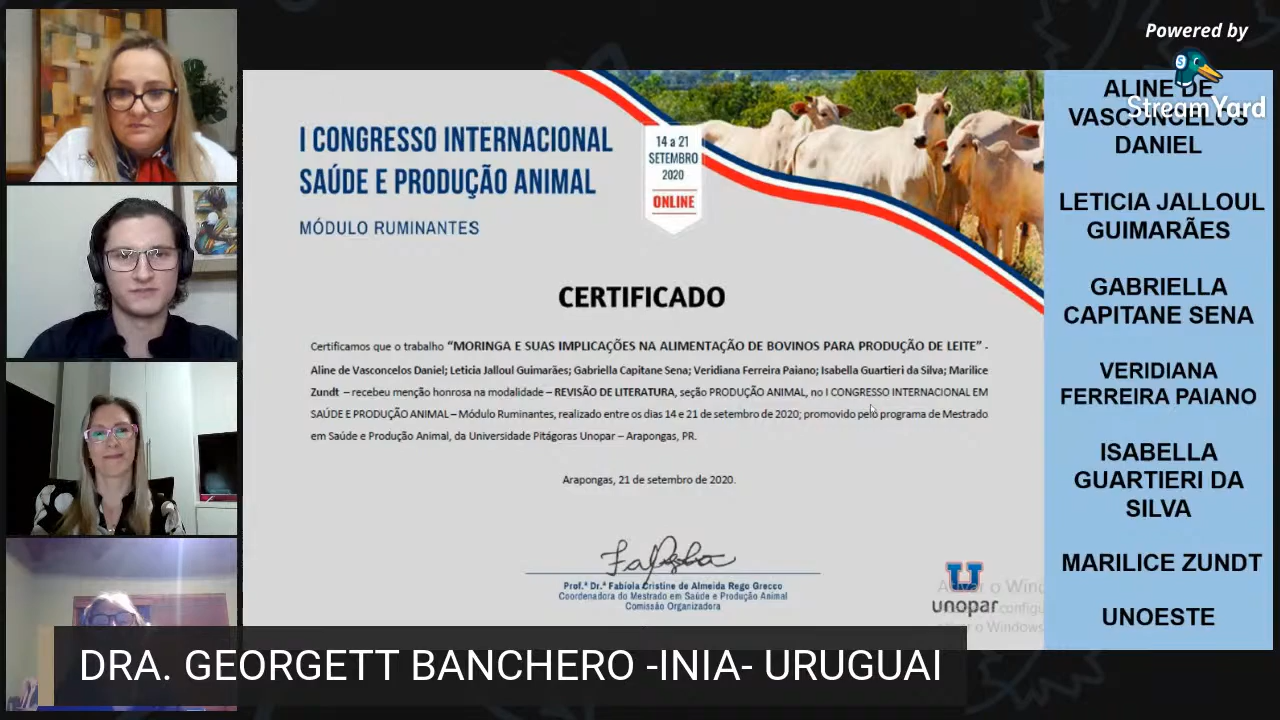 Powered by
StreamYard
I CONGRESSO INTERNACIONAL
SAÚDE E PRODUÇÃO ANIMAL
MÓDULO RUMINANTES
14 a 21
SETEMBRO
2020
ONLINE
CERTIFICADO
Certificamos que o trabalho “MORINGA E SUAS IMPLICAÇÕES NA ALIMENTAÇÃO DE BOVINOS PARA PRODUÇÃO DE LEITE” -
Aline de Vasconcelos Daniel; Leticia Jalloul Guimarães; Gabriella Capitane Sena; Veridiana Ferreira Paiano; Isabella Guartieri da Silva; Marilice
Zundt – recebeu menção honrosa na modalidade – REVISÃO DE LITERATURA, seção PRODUÇÃO ANIMAL, no I CONGRESSO INTERNACIONAL EM
SAÚDE E PRODUÇÃO ANIMAL – Módulo Ruminantes, realizado entre os dias 14 e 21 de setembro de 2020; promovido pelo programa de Mestrado
em Saúde e Produção Animal, da Universidade Pitágoras Unopar – Arapongas, PR.
Arapongas, 21 de setembro de 2020.
Prof.ª Dr.ª Fabíola Cristine de Almeida Rego Grecco
Coordenadora do Mestrado em Saúde e Produção Animal
Comissão Organizadora
unopar
ALINE DE
VASCONCELOS
DANIEL
LETICIA JALLOUL
GUIMARÃES
GABRIELLA
CAPITANE SENA
VERIDIANA
FERREIRA PAIANO
ISABELLA
GUARTIERI DA
SILVA
MARILICE ZUNDT
UNOESTE
DRA. GEORGETT BANCHERO -INIA- URUGUAI